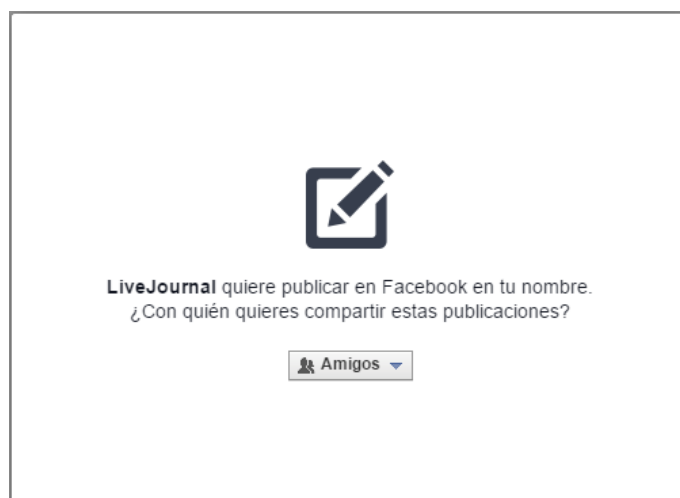 LiveJournal quiere publicar en Facebook en tu nombre.
¿Con quién quieres compartir estas publicaciones?
Amigos